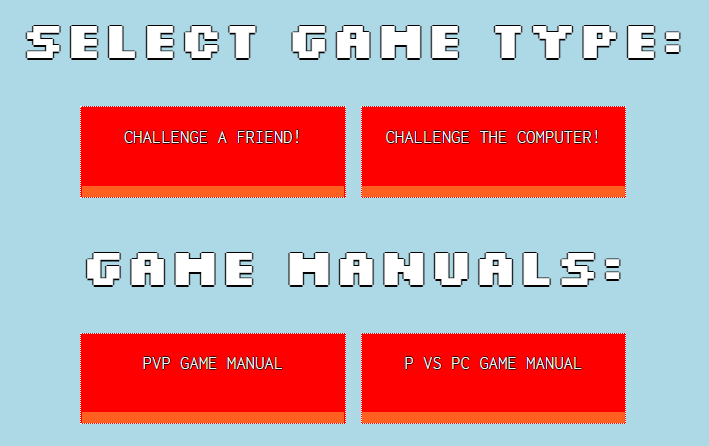 SELECT GAME TYPE:
CHALLENGE A FRIEND!
CHALLENGE THE COMPUTER!
GAME MANUALS:
PVP GAME MANUAL
P VS PC GAME MANUAL